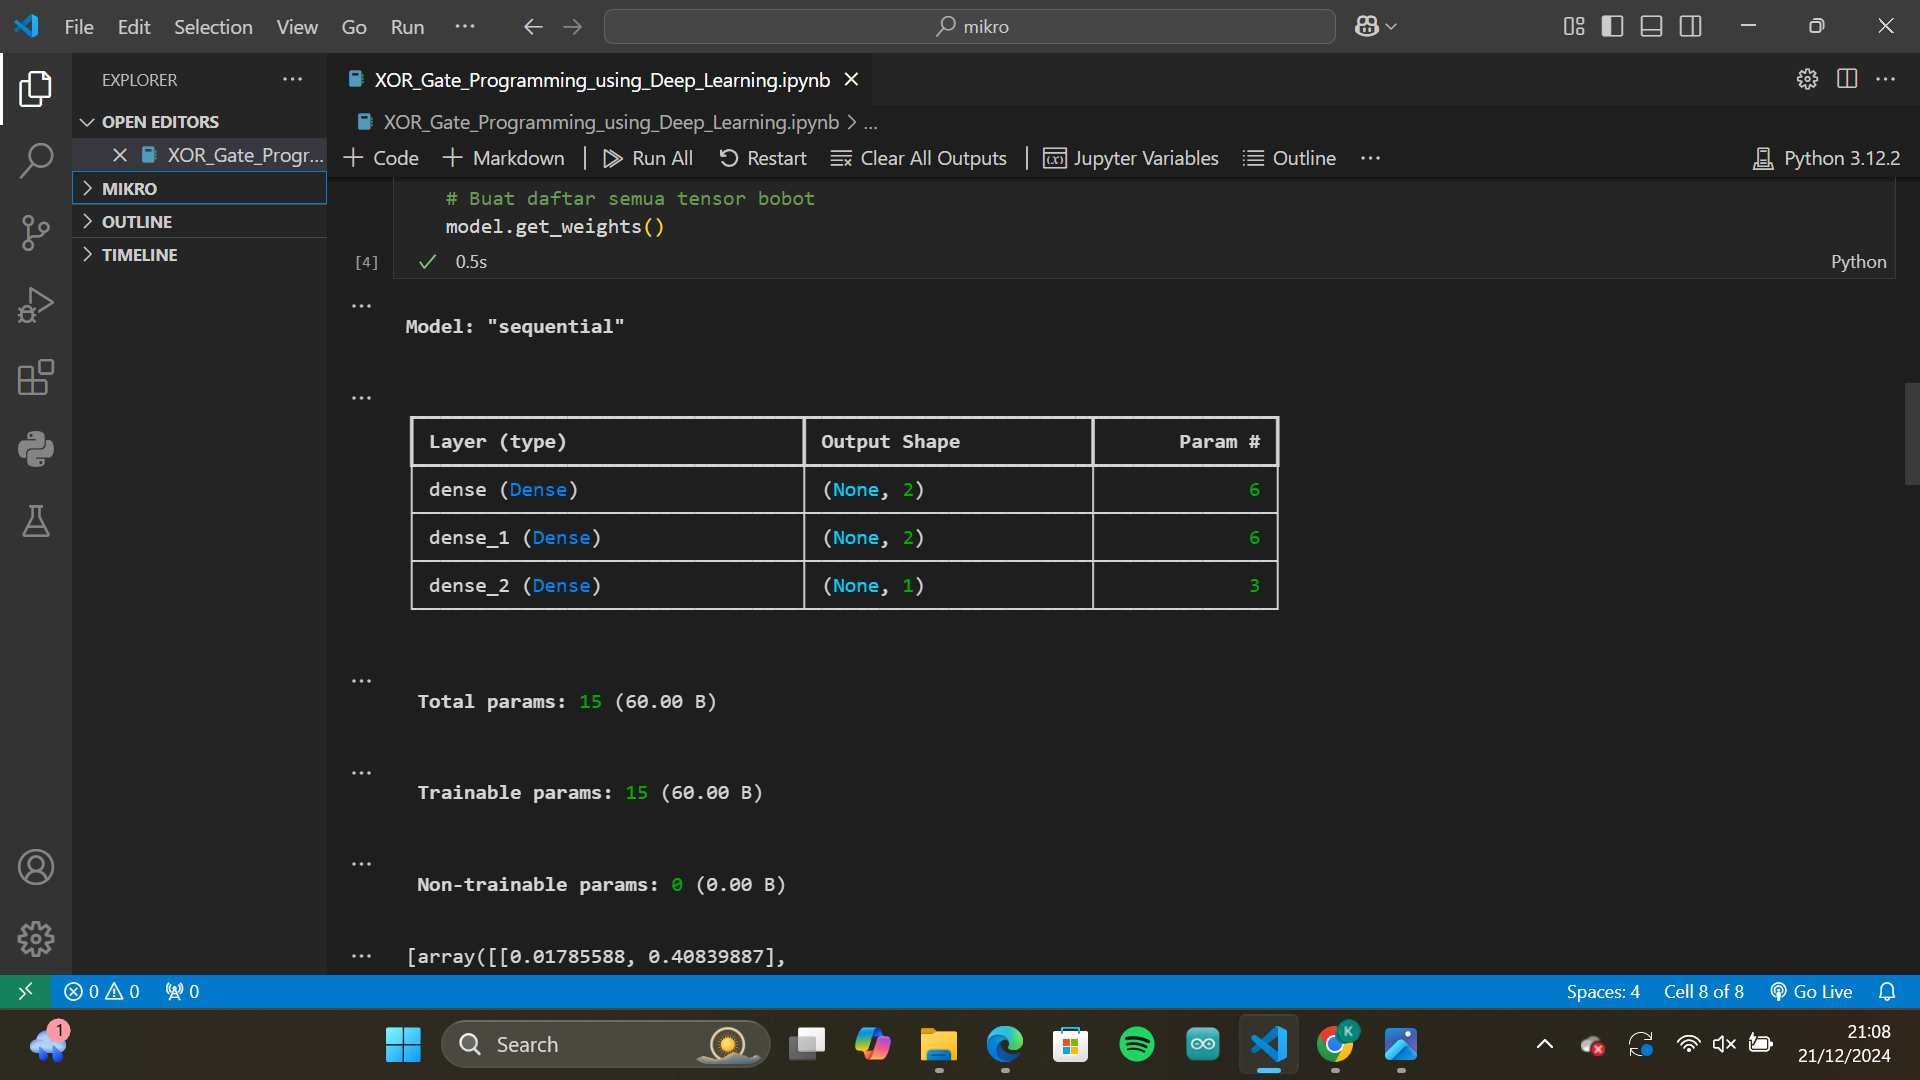 File Edit Selection View Go Run ... mikro
EXPLORER ...
OPEN EDITORS
XOR_Gate_Progr...
MIKRO
OUTLINE
TIMELINE
XOR_Gate_Programming_using_Deep_Learning.ipynb
XOR_Gate_Programming_using_Deep_Learning.ipynb > ...
+ Code + Markdown | Run All Restart Clear All Outputs | Jupyter Variables Outline ... Python 3.12.2
# Buat daftar semua tensor bobot
model.get_weights()
[4] 0.5s Python
Model: "sequential"
Layer (type) Output Shape Param #
dense (Dense) (None, 2) 6
dense_1 (Dense) (None, 2) 6
dense_2 (Dense) (None, 1) 3
Total params: 15 (60.00 B)
Trainable params: 15 (60.00 B)
Non-trainable params: 0 (0.00 B)
[array([[0.01785588, 0.40839887],
0 0 0 Spaces: 4 Cell 8 of 8 Go Live
1 Search K 21:08
21/12/2024